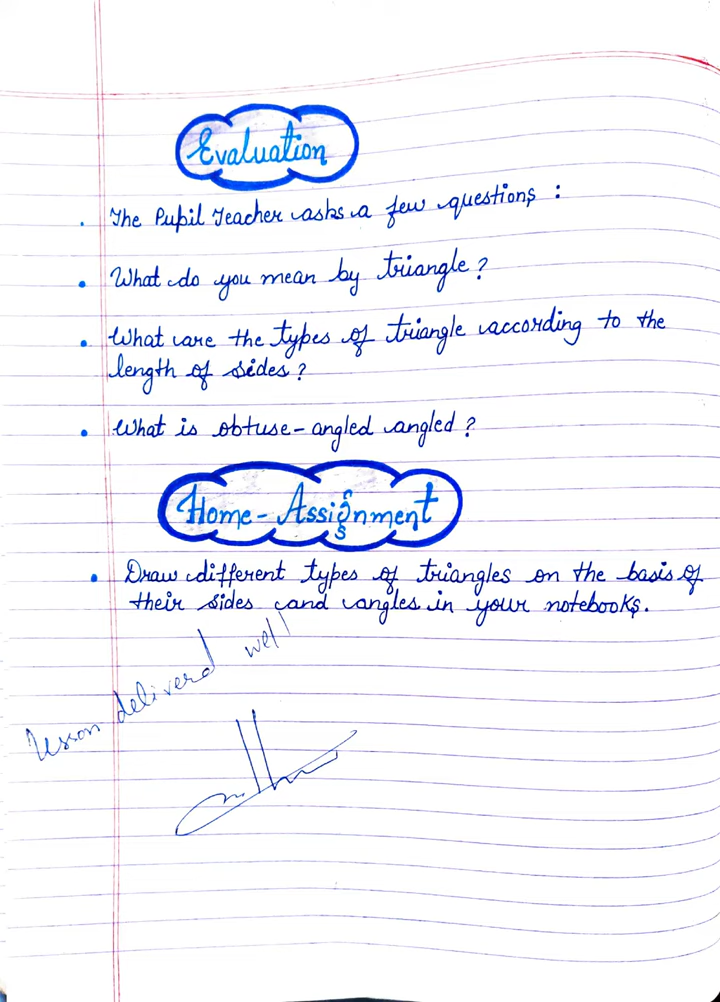 Evaluation
The Pupil Teacher asks a few questions :
What do you mean by triangle?
What are the types of triangle according to the
length of sides?
What is obtuse-angled angled?
Home-Assignment
Draw different types of triangles on the basis of
their sides and angles in your notebooks.
Lesson deliverd well